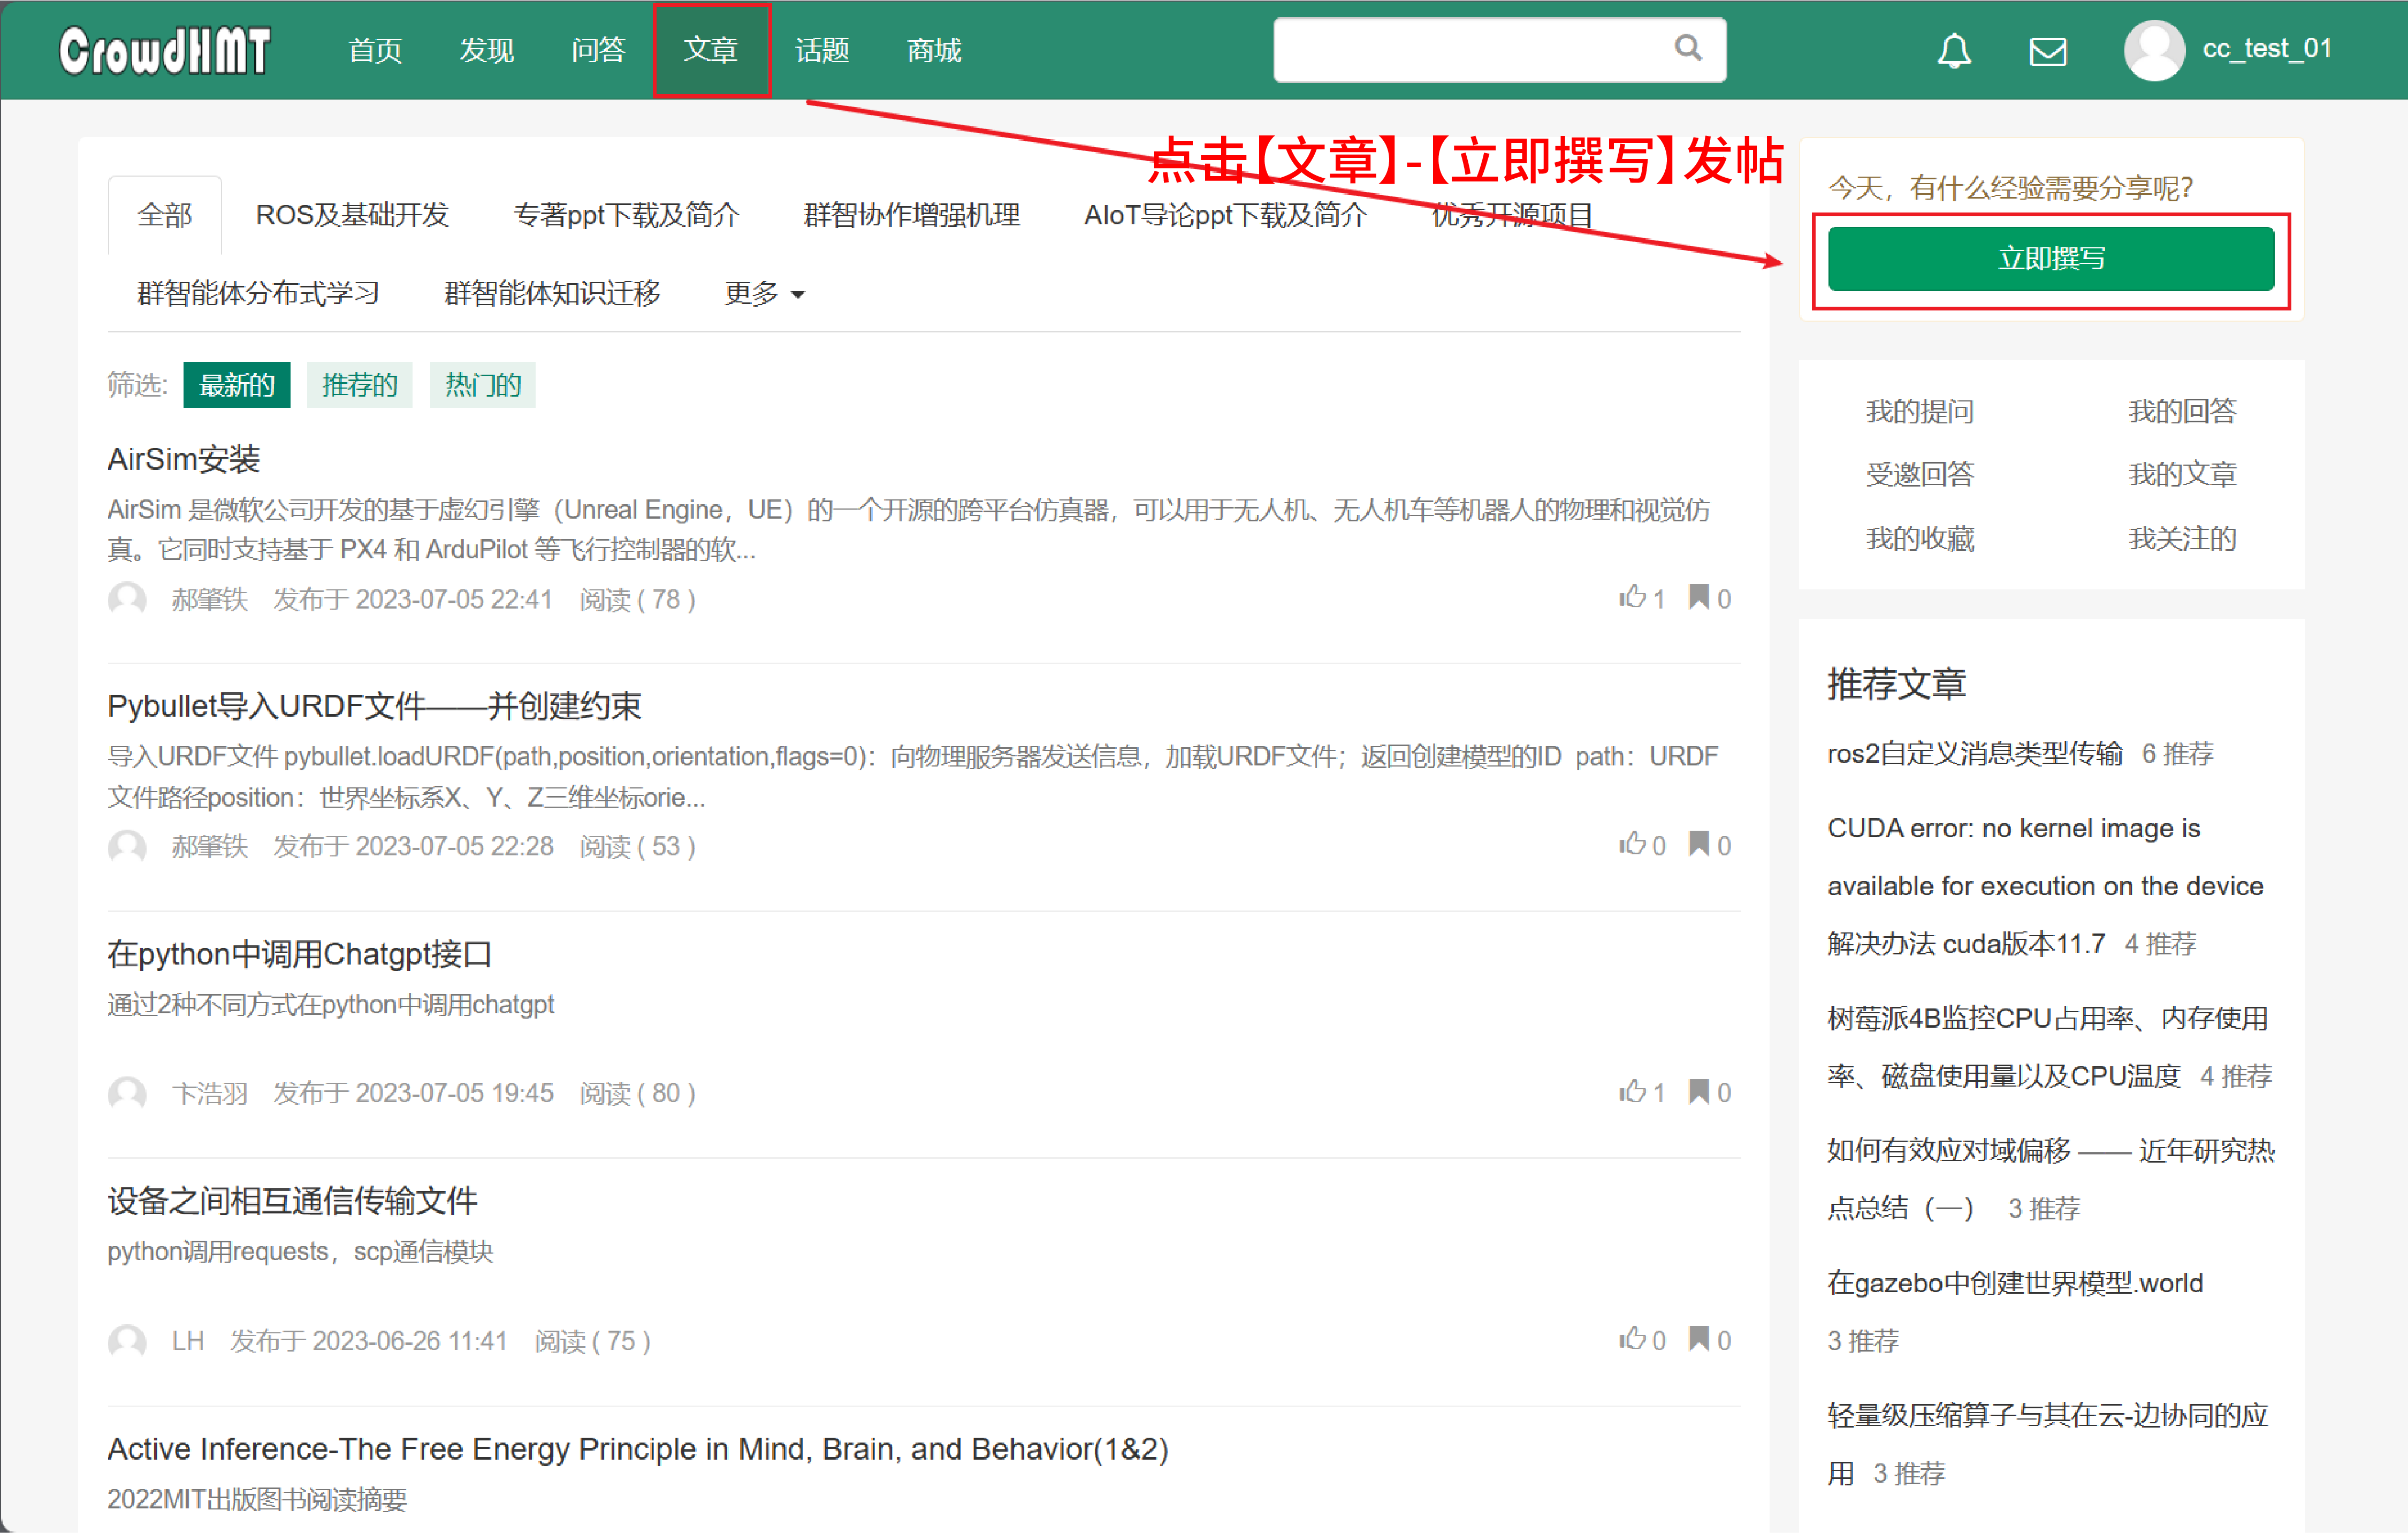 CrowdHMT 首页 发现 问答 文章 话题 商城 cc_test_01
点击【文章】-【立即撰写】发帖
全部 ROS及基础开发 专著ppt下载及简介 群智协作增强机理 AIoT导论ppt下载及简介 优秀开源项目
群智能体分布式学习 群智能体知识迁移 更多
筛选: 最新的 推荐的 热门的
AirSim安装
AirSim 是微软公司开发的基于虚幻引擎（Unreal Engine，UE）的一个开源的跨平台仿真器，可以用于无人机、无人机车等机器人的物理和视觉仿
真。它同时支持基于 PX4 和 ArduPilot 等飞行控制器的软...
郝肇铁 发布于 2023-07-05 22:41 阅读 ( 78 ) 1 0
Pybullet导入URDF文件——并创建约束
导入URDF文件 pybullet.loadURDF(path,position,orientation,flags=0)：向物理服务器发送信息，加载URDF文件；返回创建模型的ID path：URDF
文件路径position：世界坐标系X、Y、Z三维坐标orie...
郝肇铁 发布于 2023-07-05 22:28 阅读 ( 53 ) 0 0
在python中调用Chatgpt接口
通过2种不同方式在python中调用chatgpt
卞浩羽 发布于 2023-07-05 19:45 阅读 ( 80 ) 1 0
设备之间相互通信传输文件
python调用requests，scp通信模块
LH 发布于 2023-06-26 11:41 阅读 ( 75 ) 0 0
Active Inference-The Free Energy Principle in Mind, Brain, and Behavior(1&2)
2022MIT出版图书阅读摘要
今天，有什么经验需要分享呢？
立即撰写
我的提问 我的回答
受邀回答 我的文章
我的收藏 我关注的
推荐文章
ros2自定义消息类型传输 6 推荐
CUDA error: no kernel image is
available for execution on the device
解决办法 cuda版本11.7 4 推荐
树莓派4B监控CPU占用率、内存使用
率、磁盘使用量以及CPU温度 4 推荐
如何有效应对域偏移 —— 近年研究热
点总结（一） 3 推荐
在gazebo中创建世界模型.world
3 推荐
轻量级压缩算子与其在云-边协同的应
用 3 推荐